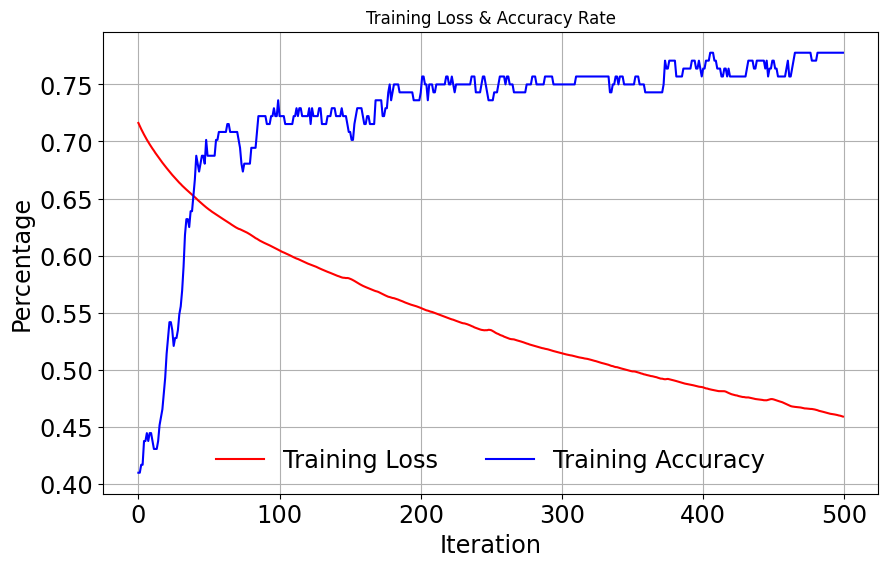 Training Loss & Accuracy Rate
Percentage
0.75
0.70
0.65
0.60
0.55
0.50
0.45
0.40
Training Loss
Training Accuracy
0
100
200
300
400
500
Iteration